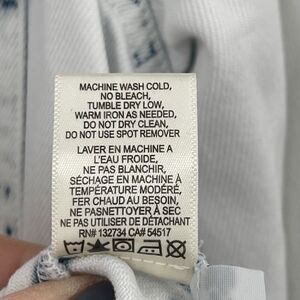 MACHINE WASH COLD,
NO BLEACH,
TUMBLE DRY LOW,
WARM IRON AS NEEDED,
DO NOT DRY CLEAN,
DO NOT USE SPOT REMOVER
LAVER EN MACHINE A
L'EAU FROIDE,
NE PAS BLANCHIR,
SÉCHAGE EN MACHINE À
TEMPÉRATURE MODÉRÉ,
FER CHAUD AU BESOIN,
NE PASNETTOYER À SEC
NE PAS UTILISER DE DÉTACHANT
RN# 132734 CA# 54517